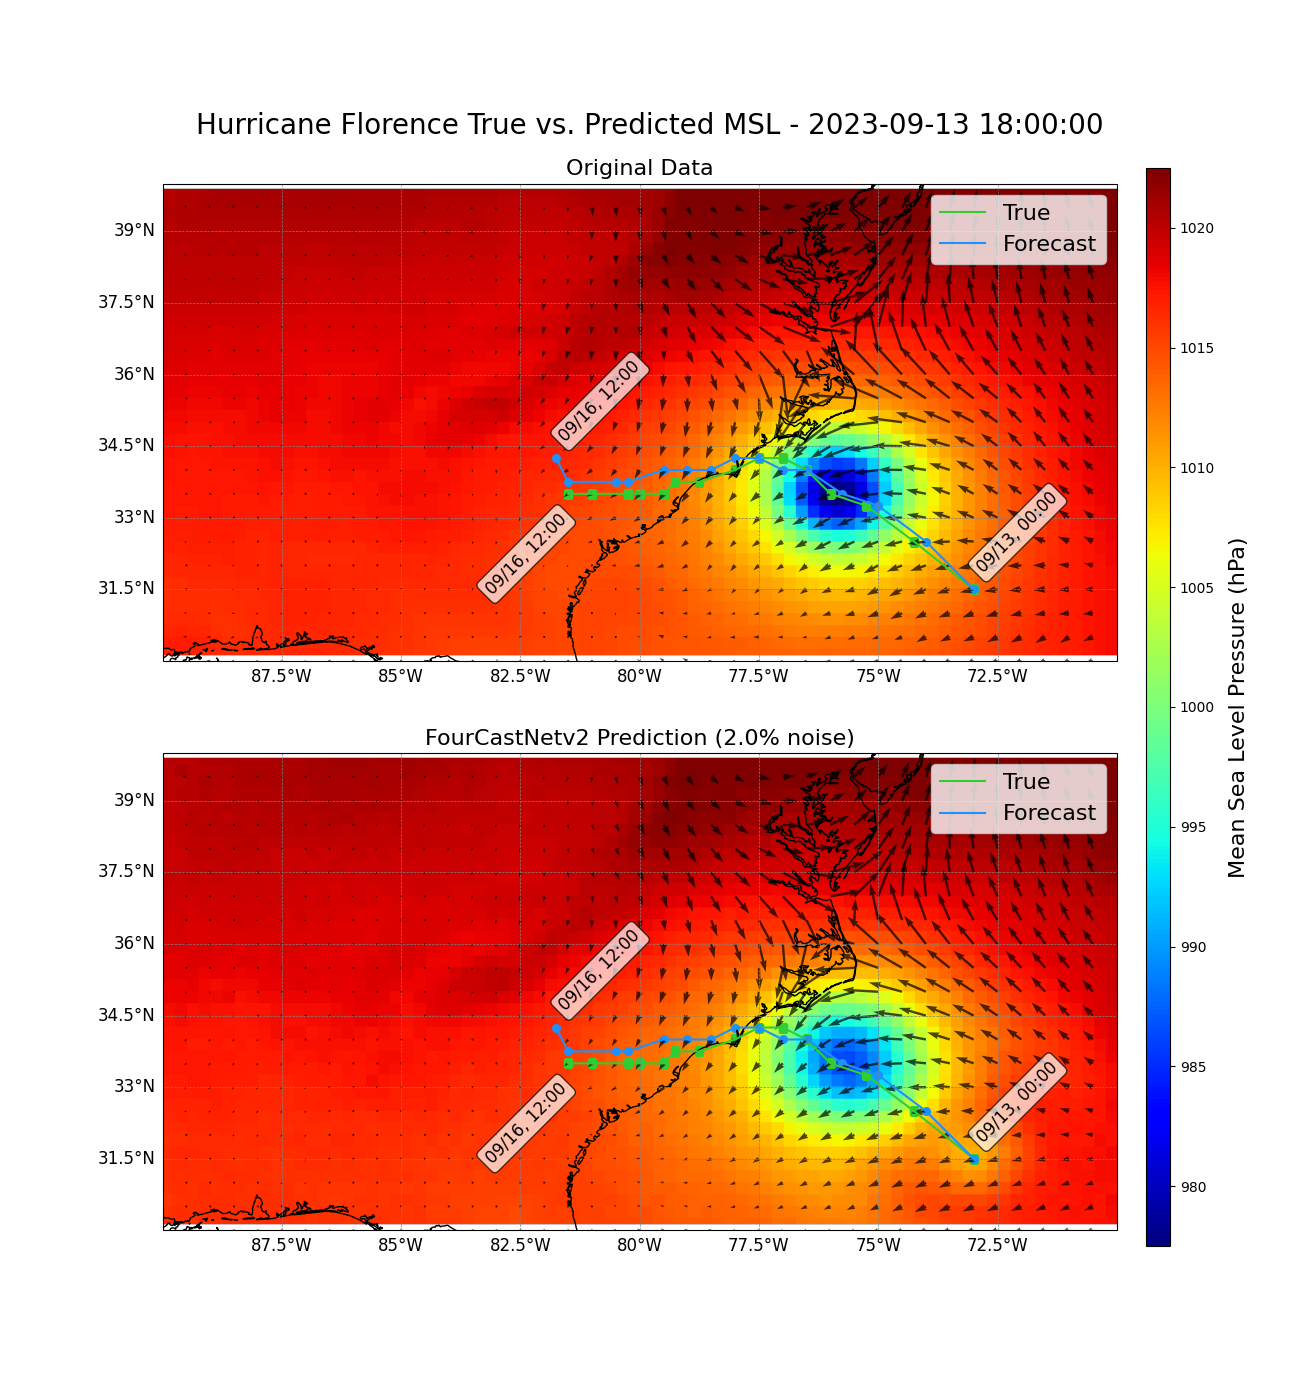 Hurricane Florence True vs. Predicted MSL - 2023-09-13 18:00:00
Original Data
True
Forecast
39°N
37.5°N
36°N
34.5°N
33°N
31.5°N
09/16, 12:00
09/16, 12:00
09/13, 00:00
87.5°W 85°W 82.5°W 80°W 77.5°W 75°W 72.5°W
FourCastNetv2 Prediction (2.0% noise)
True
Forecast
39°N
37.5°N
36°N
34.5°N
33°N
31.5°N
09/16, 12:00
09/16, 12:00
09/13, 00:00
87.5°W 85°W 82.5°W 80°W 77.5°W 75°W 72.5°W
1020
1015
1010
1005
1000
995
990
985
980
Mean Sea Level Pressure (hPa)